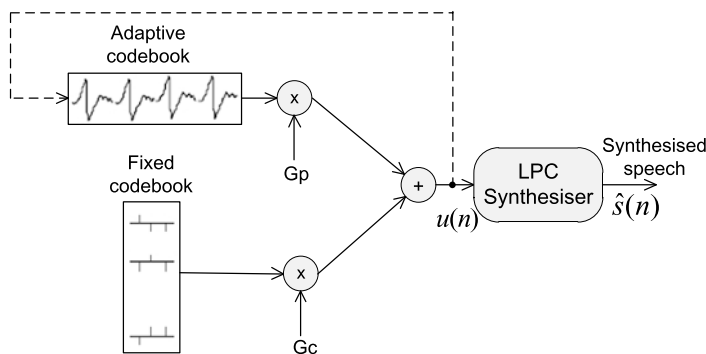 Adaptive
codebook
x
Gp
Fixed
codebook
x
Gc
+
u(n)
LPC
Synthesiser
Synthesised
speech
ŝ(n)